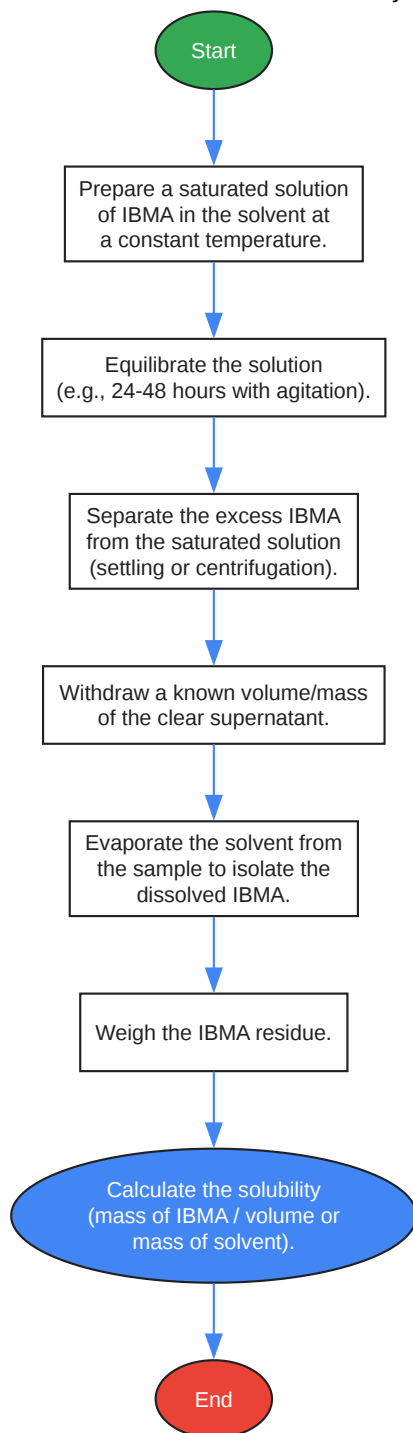 Start
Prepare a saturated solution
of IBMA in the solvent at
a constant temperature.
Equilibrate the solution
(e.g., 24-48 hours with agitation).
Separate the excess IBMA
from the saturated solution
(settling or centrifugation).
Withdraw a known volume/mass
of the clear supernatant.
Evaporate the solvent from
the sample to isolate the
dissolved IBMA.
Weigh the IBMA residue.
Calculate the solubility
(mass of IBMA / volume or
mass of solvent).
End